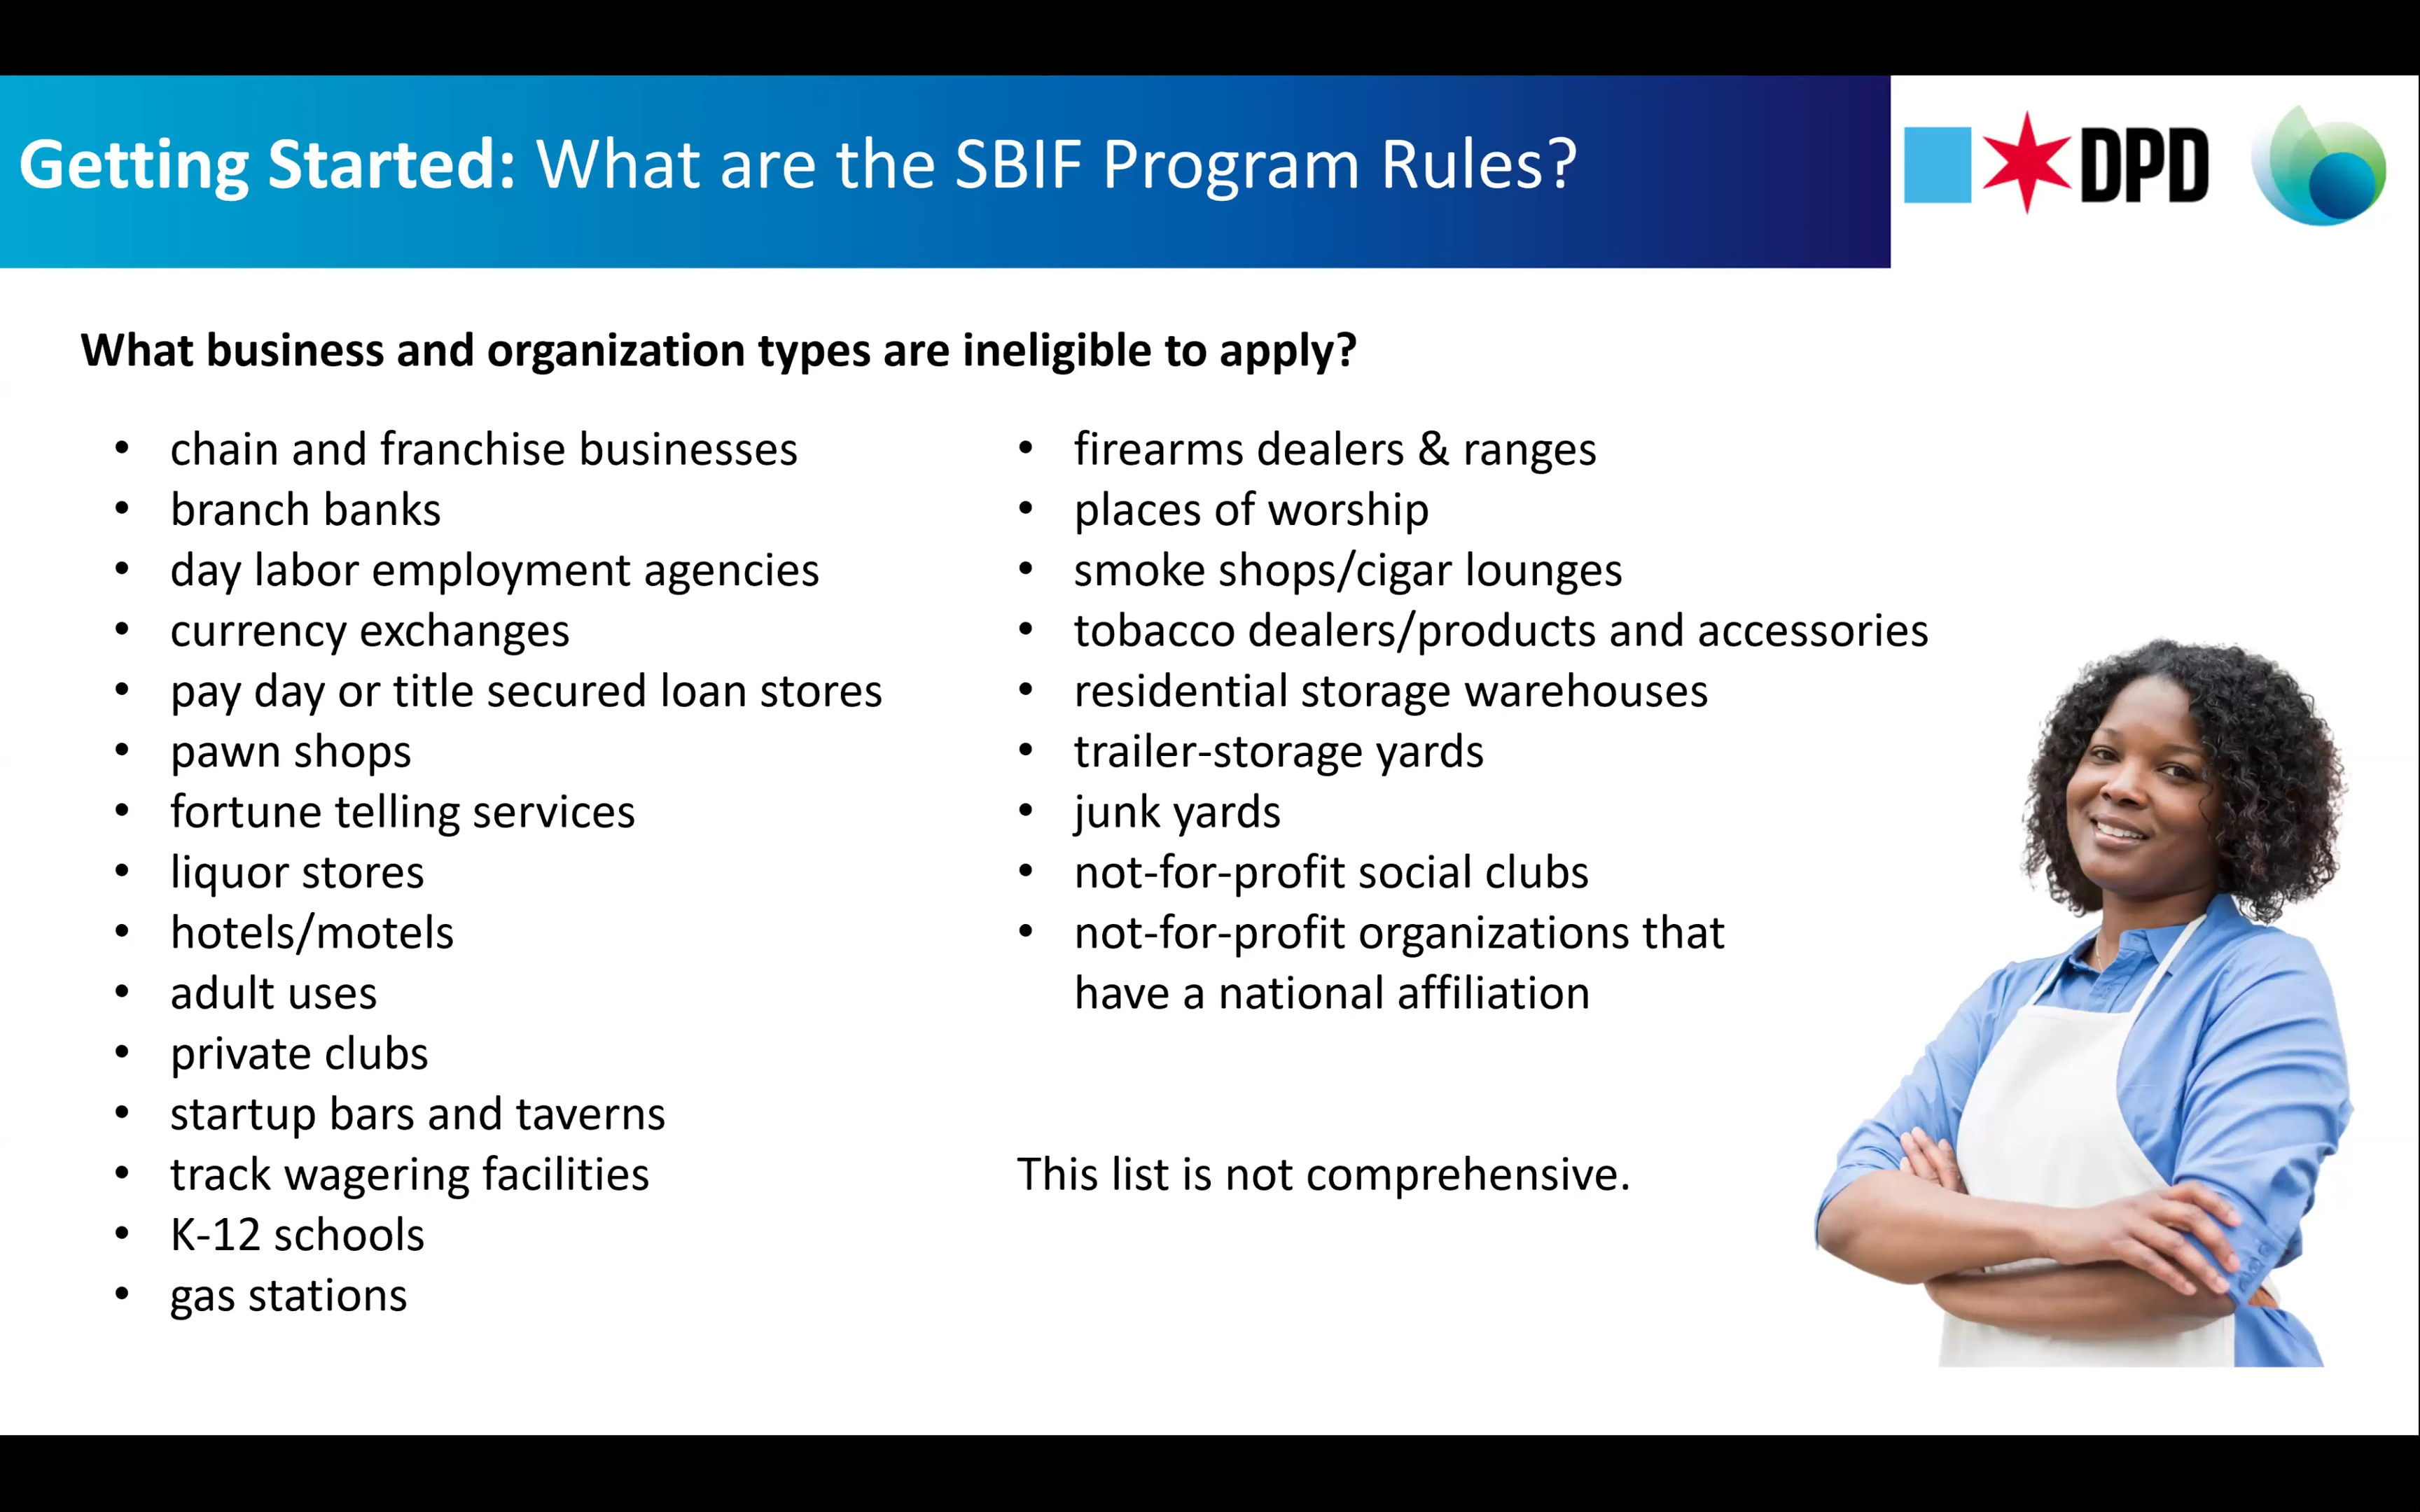 Getting Started: What are the SBIF Program Rules?
DPD
What business and organization types are ineligible to apply?
• chain and franchise businesses
• branch banks
• day labor employment agencies
• currency exchanges
• pay day or title secured loan stores
• pawn shops
• fortune telling services
• liquor stores
• hotels/motels
• adult uses
• private clubs
• startup bars and taverns
• track wagering facilities
• K-12 schools
• gas stations
• firearms dealers & ranges
• places of worship
• smoke shops/cigar lounges
• tobacco dealers/products and accessories
• residential storage warehouses
• trailer-storage yards
• junk yards
• not-for-profit social clubs
• not-for-profit organizations that
have a national affiliation
This list is not comprehensive.